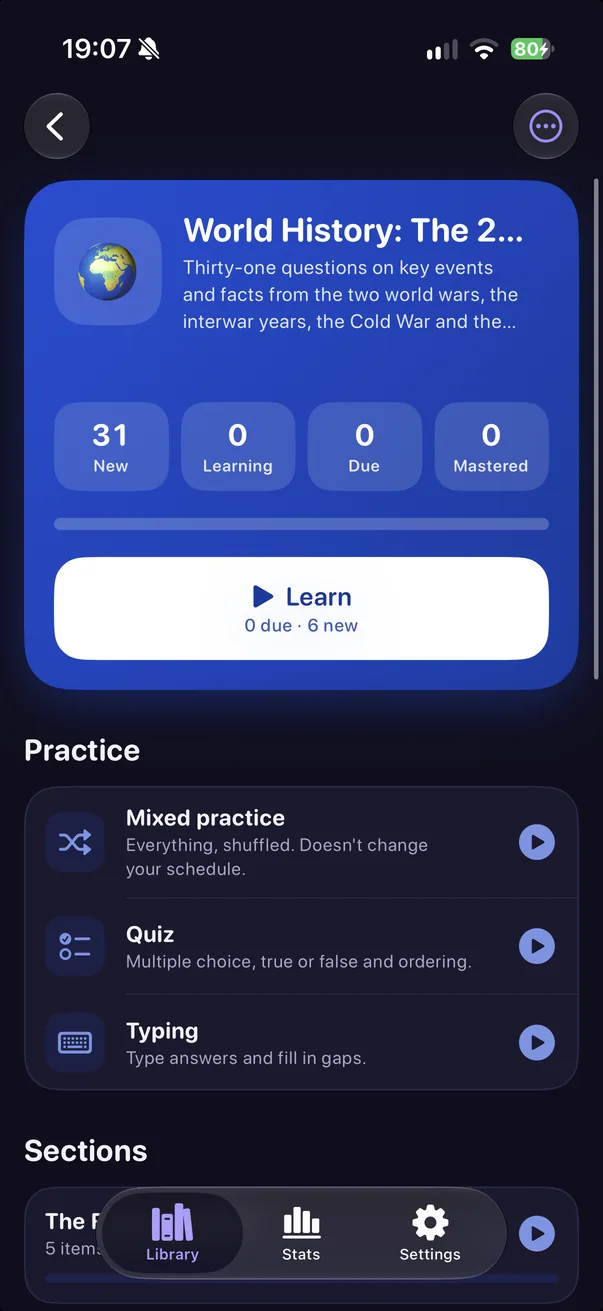 19:07
80
World History: The 2...
Thirty-one questions on key events
and facts from the two world wars, the
interwar years, the Cold War and the...
31
New
0
Learning
0
Due
0
Mastered
Learn
0 due · 6 new
Practice
Mixed practice
Everything, shuffled. Doesn't change
your schedule.
Quiz
Multiple choice, true or false and ordering.
Typing
Type answers and fill in gaps.
Sections
The
5 items
Library
Stats
Settings